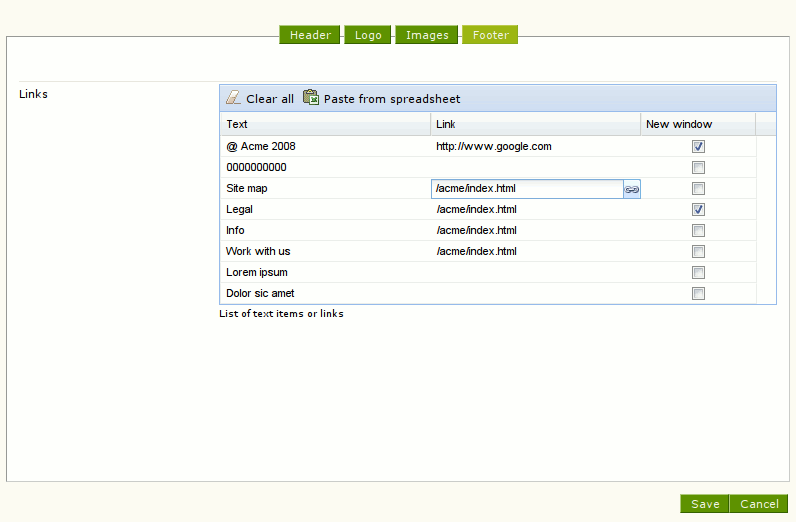 Header Logo Images Footer
Links
Clear all Paste from spreadsheet
Text Link New window
@ Acme 2008 http://www.google.com
0000000000
Site map /acme/index.html
Legal /acme/index.html
Info /acme/index.html
Work with us /acme/index.html
Lorem ipsum
Dolor sic amet
List of text items or links
Save Cancel